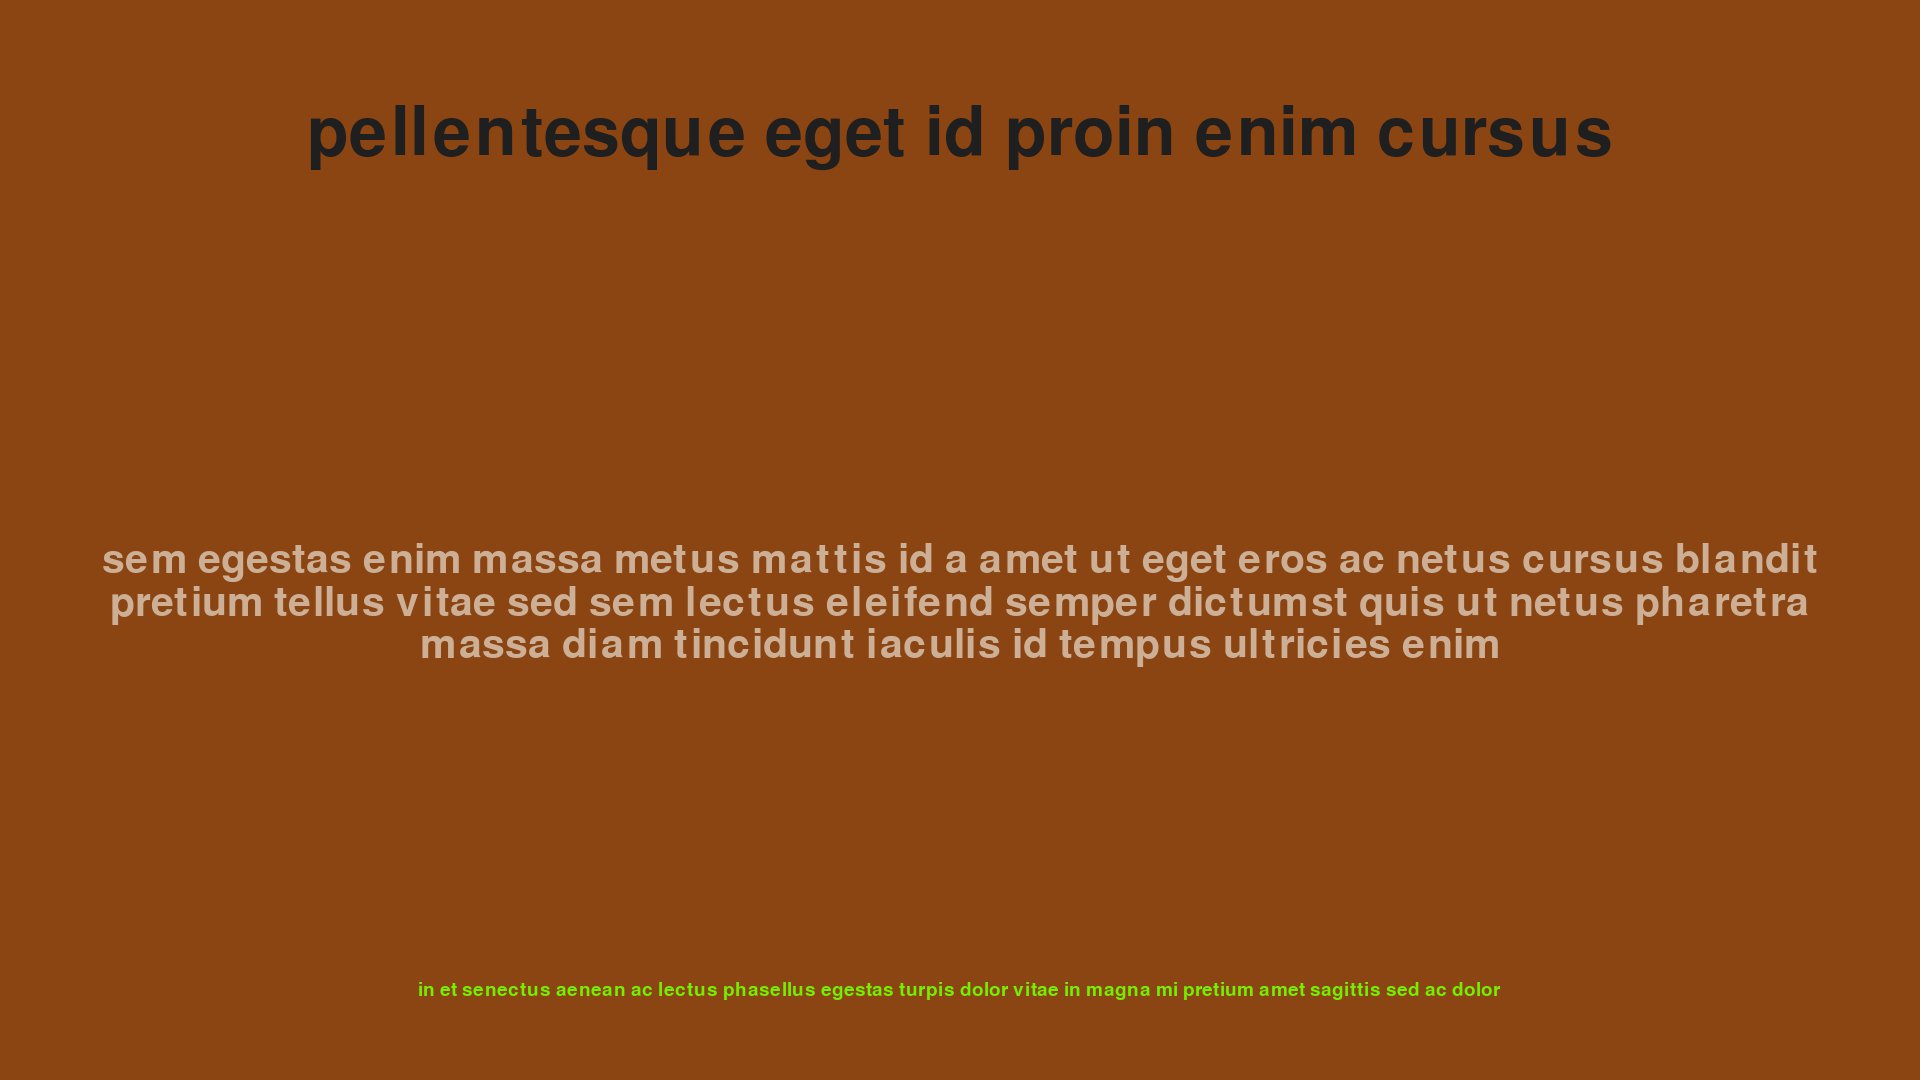 pellentesque eget id proin enim cursus
sem egestas enim massa metus mattis id a amet ut eget eros ac netus cursus blandit
pretium tellus vitae sed sem lectus eleifend semper dictumst quis ut netus pharetra
massa diam tincidunt iaculis id tempus ultricies enim
in et senectus aenean ac lectus phasellus egestas turpis dolor vitae in magna mi pretium amet sagittis sed ac dolor